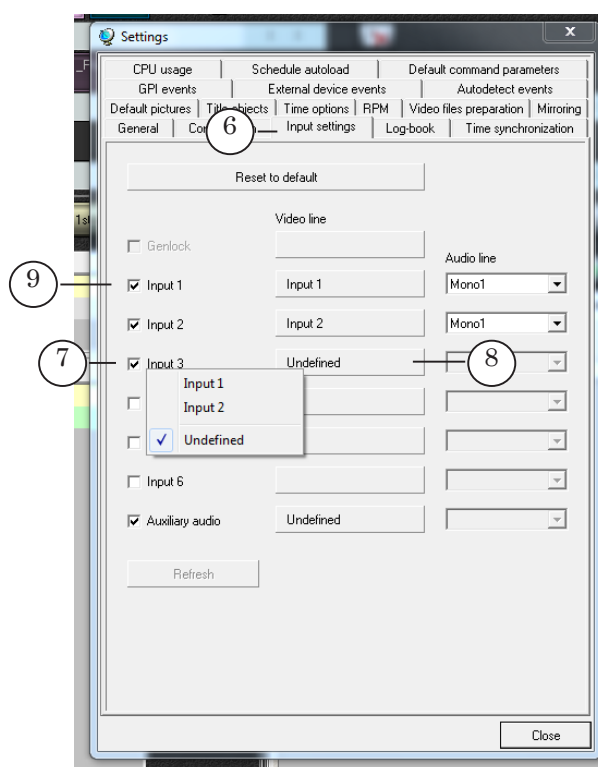 Settings
x
CPU usage Schedule autoload Default command parameters
GPI events External device events Autodetect events
Default pictures Title objects Time options RPM Video files preparation Mirroring
General 6 Input settings Log-book Time synchronization
Reset to default
1st
Video line
Genlock
Audio line
9
Input 1 Input 1 Mono1
Input 2 Input 2 Mono1
7
Input 3 Undefined 8
Input 1
Input 2
Undefined
Input 6
Auxiliary audio Undefined
Refresh
Close